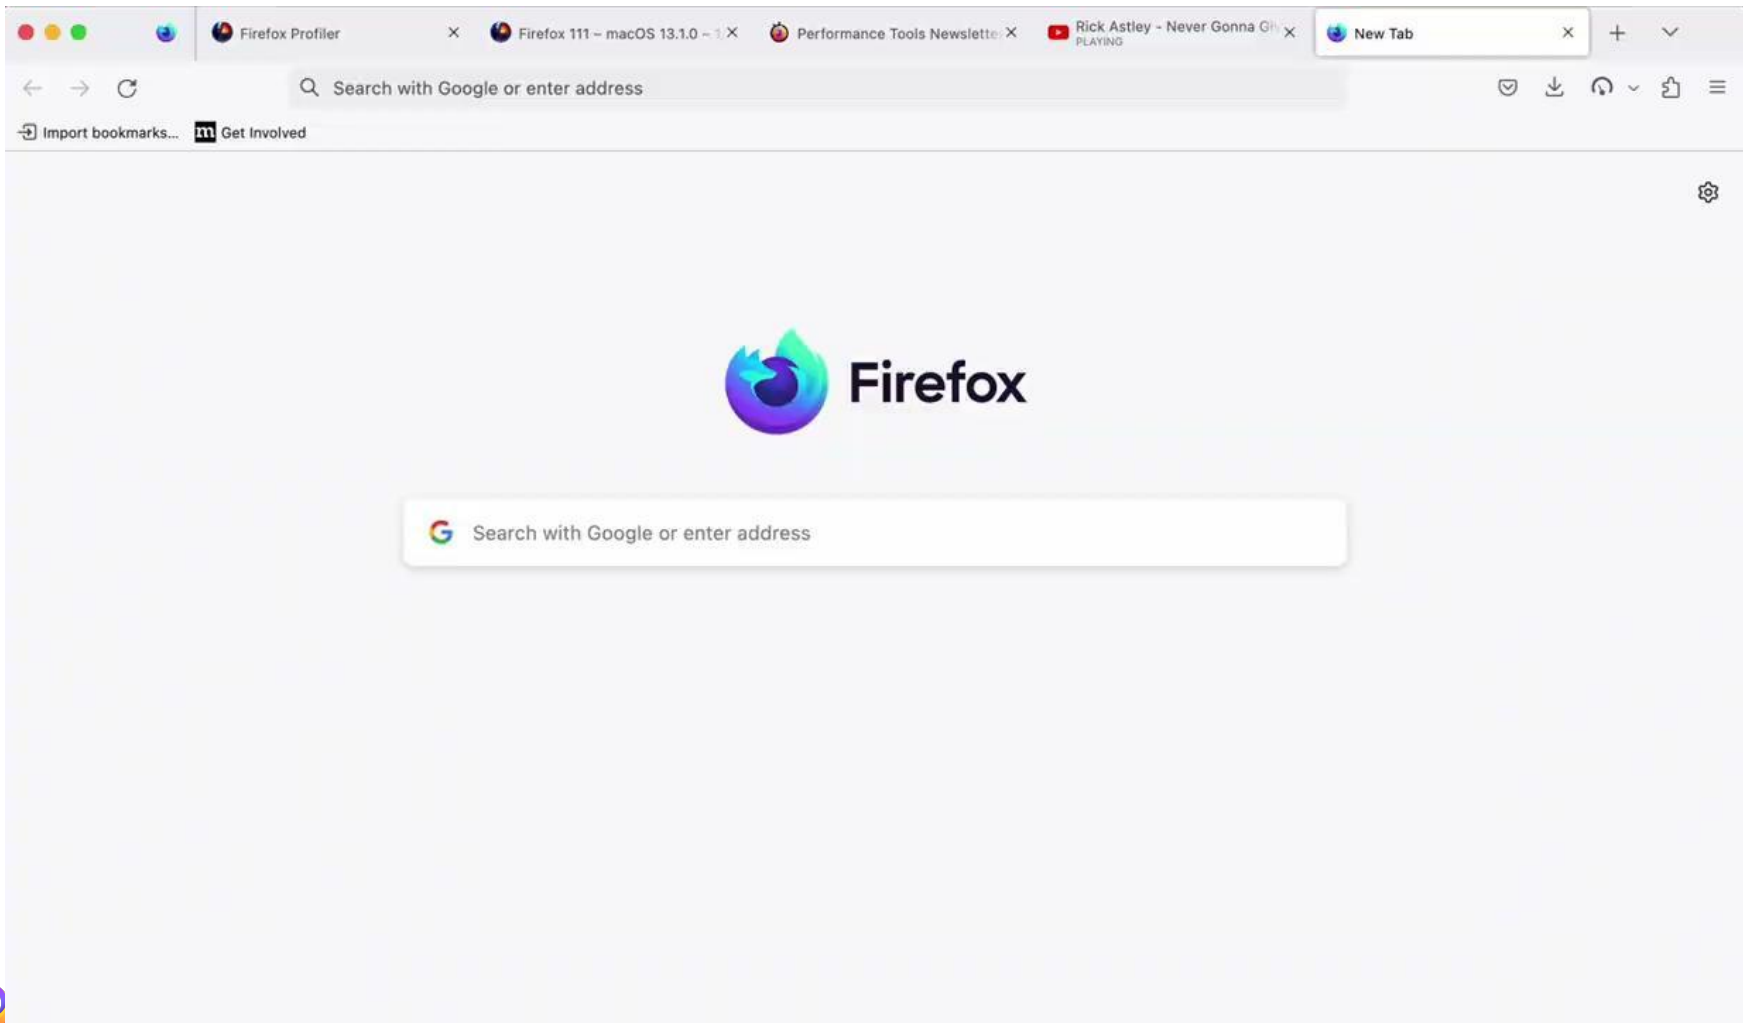 Firefox Profiler
Firefox 111 – macOS 13.1.0 –
Performance Tools Newslette
Rick Astley - Never Gonna Gi
PLAYING
New Tab
Search with Google or enter address
Import bookmarks...
m Get Involved
Firefox
G Search with Google or enter address